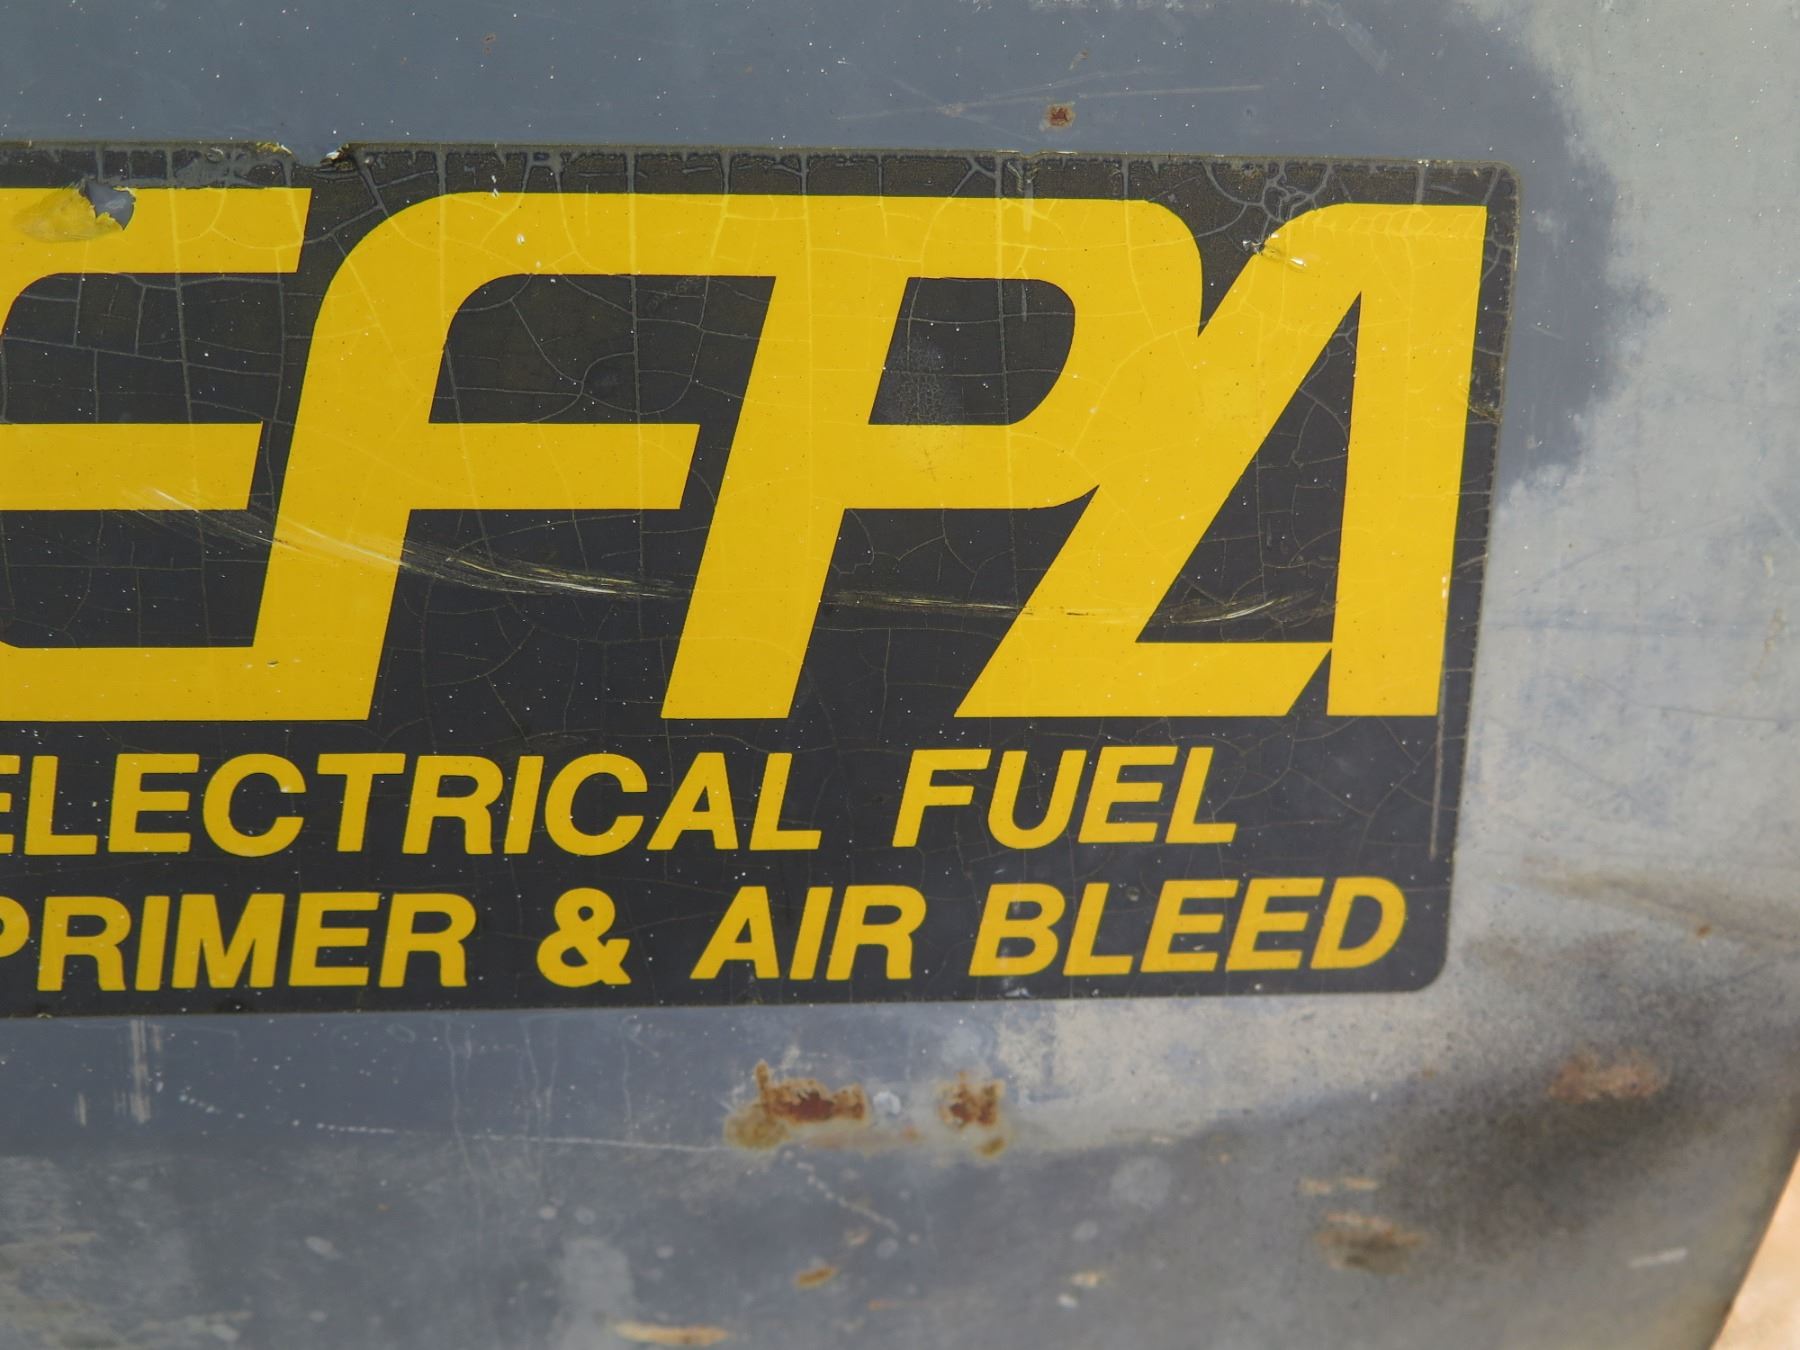 EFPA
ELECTRICAL FUEL
PRIMER & AIR BLEED